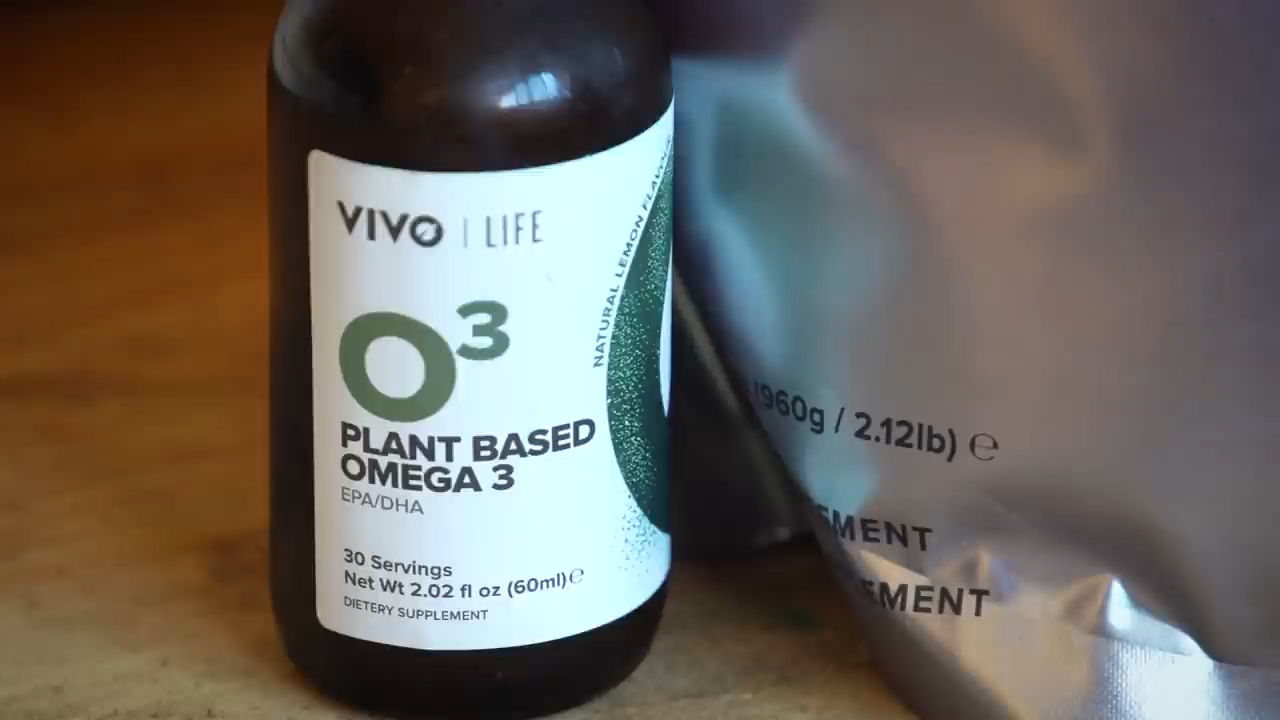 VIVO | LIFE
O³
PLANT BASED
OMEGA 3
EPA/DHA
30 Servings
Net Wt 2.02 fl oz (60ml)℮
DIETERY SUPPLEMENT
NATURAL LEMON FLAVOUR
(960g / 2.12lb) ℮
EMENT
EMENT